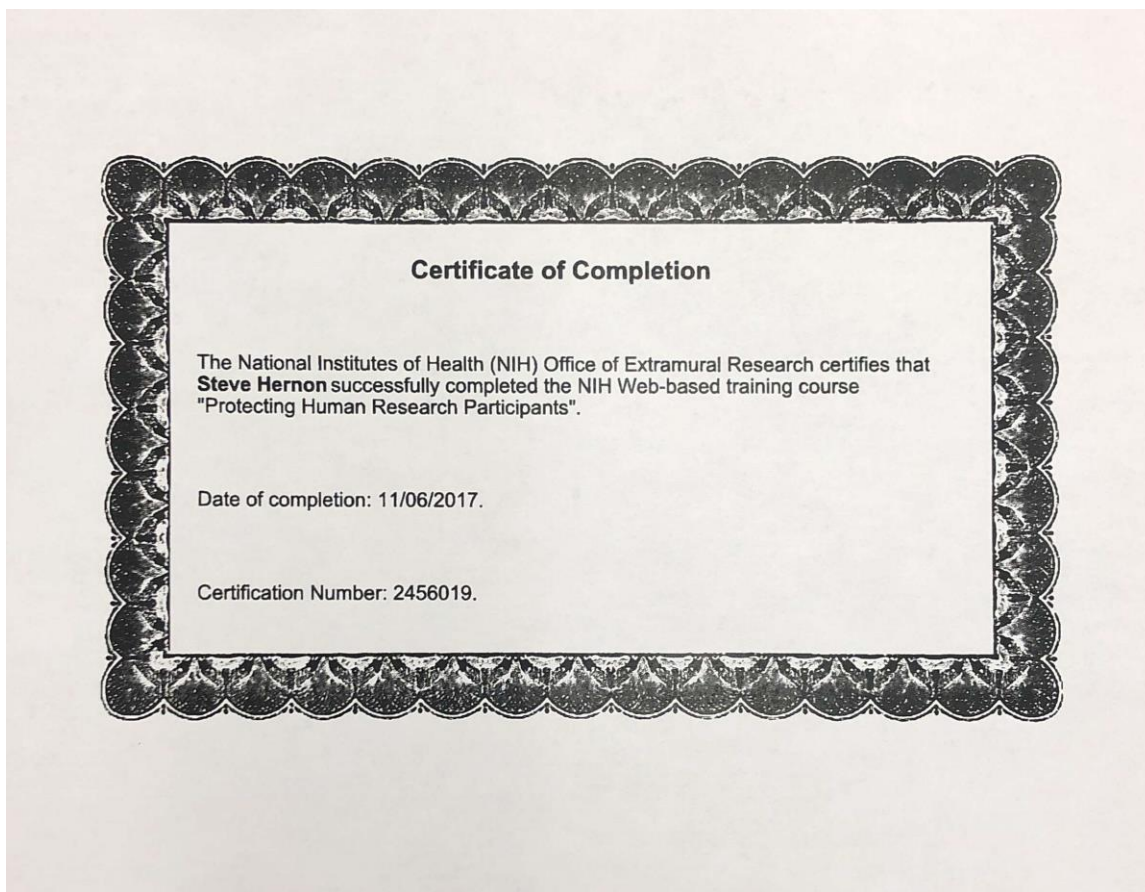 Certificate of Completion
The National Institutes of Health (NIH) Office of Extramural Research certifies that
Steve Hernon successfully completed the NIH Web-based training course
"Protecting Human Research Participants".
Date of completion: 11/06/2017.
Certification Number: 2456019.